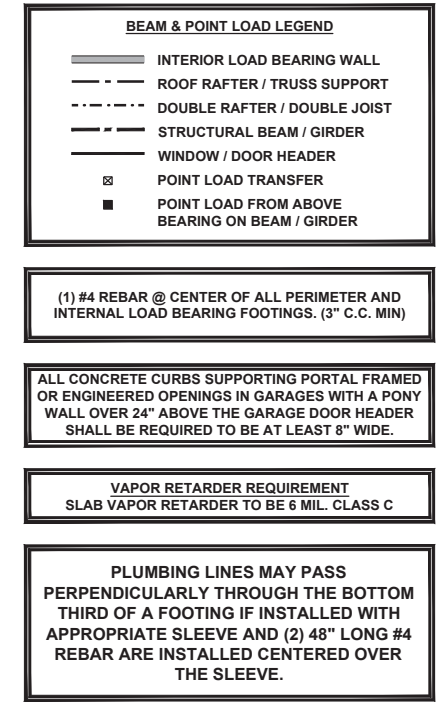 BEAM & POINT LOAD LEGEND
INTERIOR LOAD BEARING WALL
ROOF RAFTER / TRUSS SUPPORT
DOUBLE RAFTER / DOUBLE JOIST
STRUCTURAL BEAM / GIRDER
WINDOW / DOOR HEADER
POINT LOAD TRANSFER
POINT LOAD FROM ABOVE
BEARING ON BEAM / GIRDER
(1) #4 REBAR @ CENTER OF ALL PERIMETER AND
INTERNAL LOAD BEARING FOOTINGS. (3" C.C. MIN)
ALL CONCRETE CURBS SUPPORTING PORTAL FRAMED
OR ENGINEERED OPENINGS IN GARAGES WITH A PONY
WALL OVER 24" ABOVE THE GARAGE DOOR HEADER
SHALL BE REQUIRED TO BE AT LEAST 8" WIDE.
VAPOR RETARDER REQUIREMENT
SLAB VAPOR RETARDER TO BE 6 MIL. CLASS C
PLUMBING LINES MAY PASS
PERPENDICULARLY THROUGH THE BOTTOM
THIRD OF A FOOTING IF INSTALLED WITH
APPROPRIATE SLEEVE AND (2) 48" LONG #4
REBAR ARE INSTALLED CENTERED OVER
THE SLEEVE.